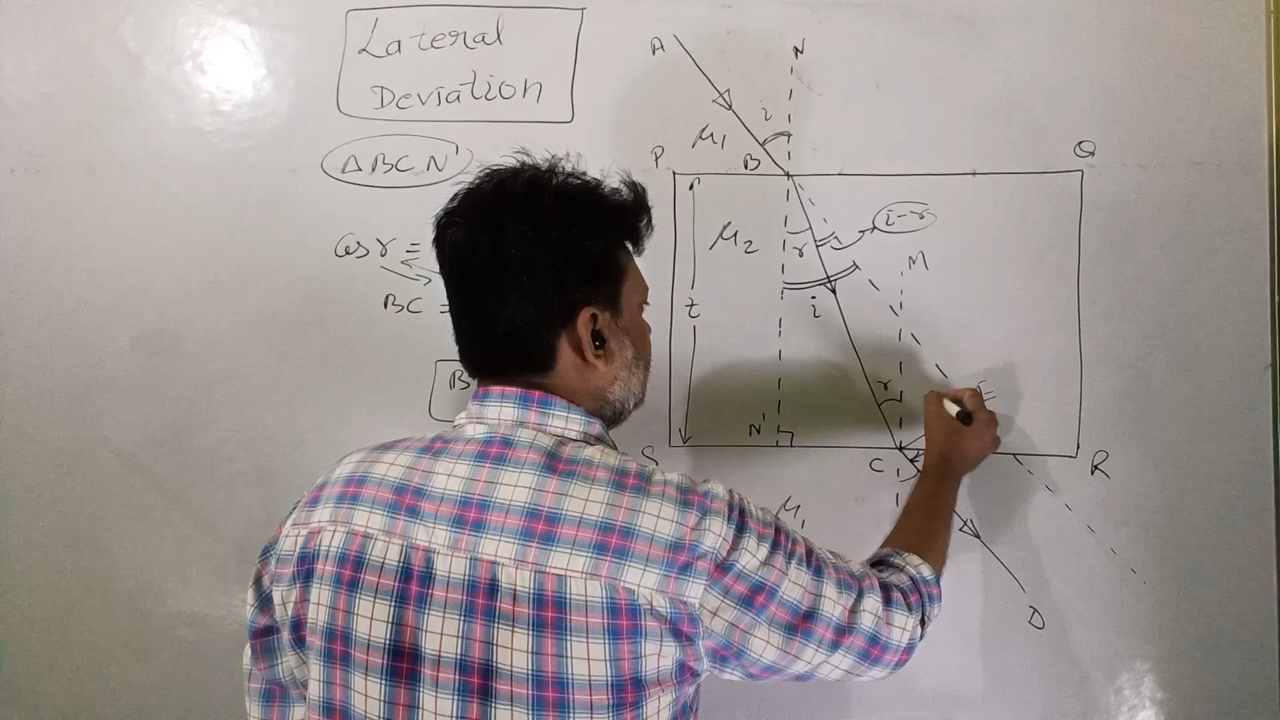 Lateral
Deviation
△BCN'
Cos r =
BC =
B
A
N
i
μ₁
P
B
Q
μ₂
r
i-r
M
t
i
r
E
N'
S
C
R
μ₁
D